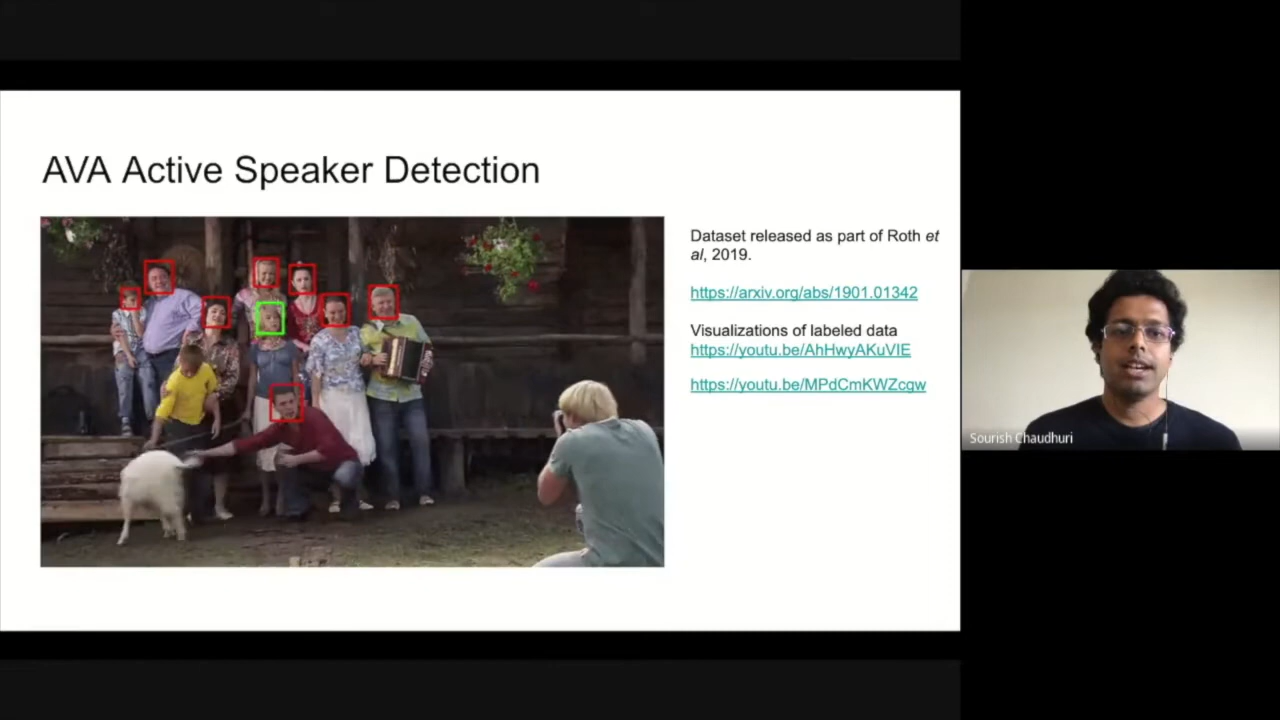 AVA Active Speaker Detection
Dataset released as part of Roth et
al, 2019.
https://arxiv.org/abs/1901.01342
Visualizations of labeled data
https://youtu.be/AhHwyAKuVIE
https://youtu.be/MPdCmKWZcgw
Sourish Chaudhuri